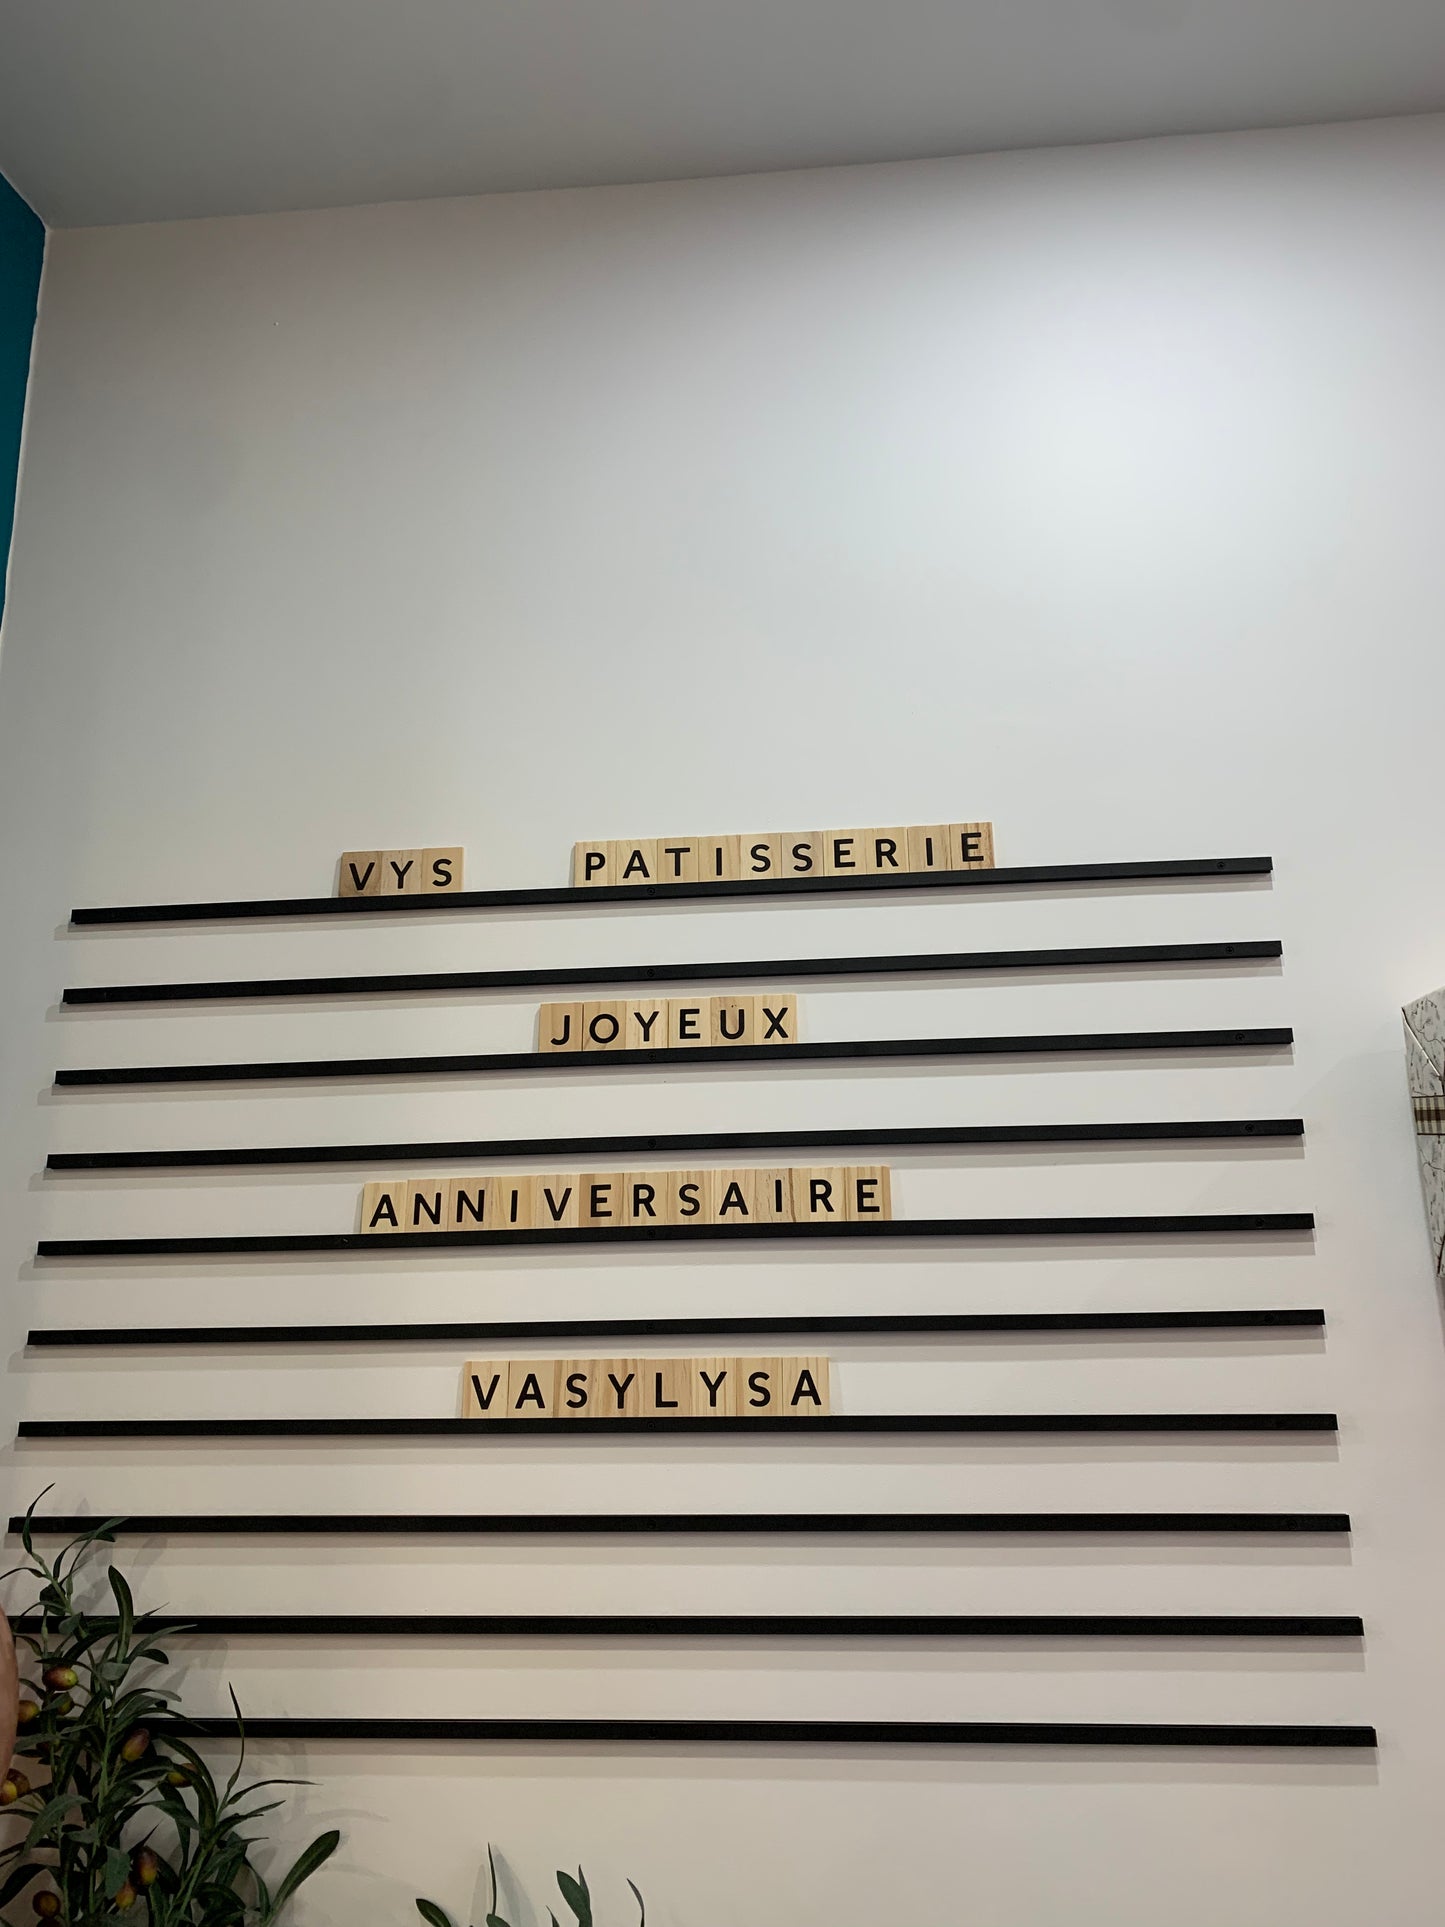 VYS PATISSERIE
JOYEUX
ANNIVERSAIRE
VASYLYSA